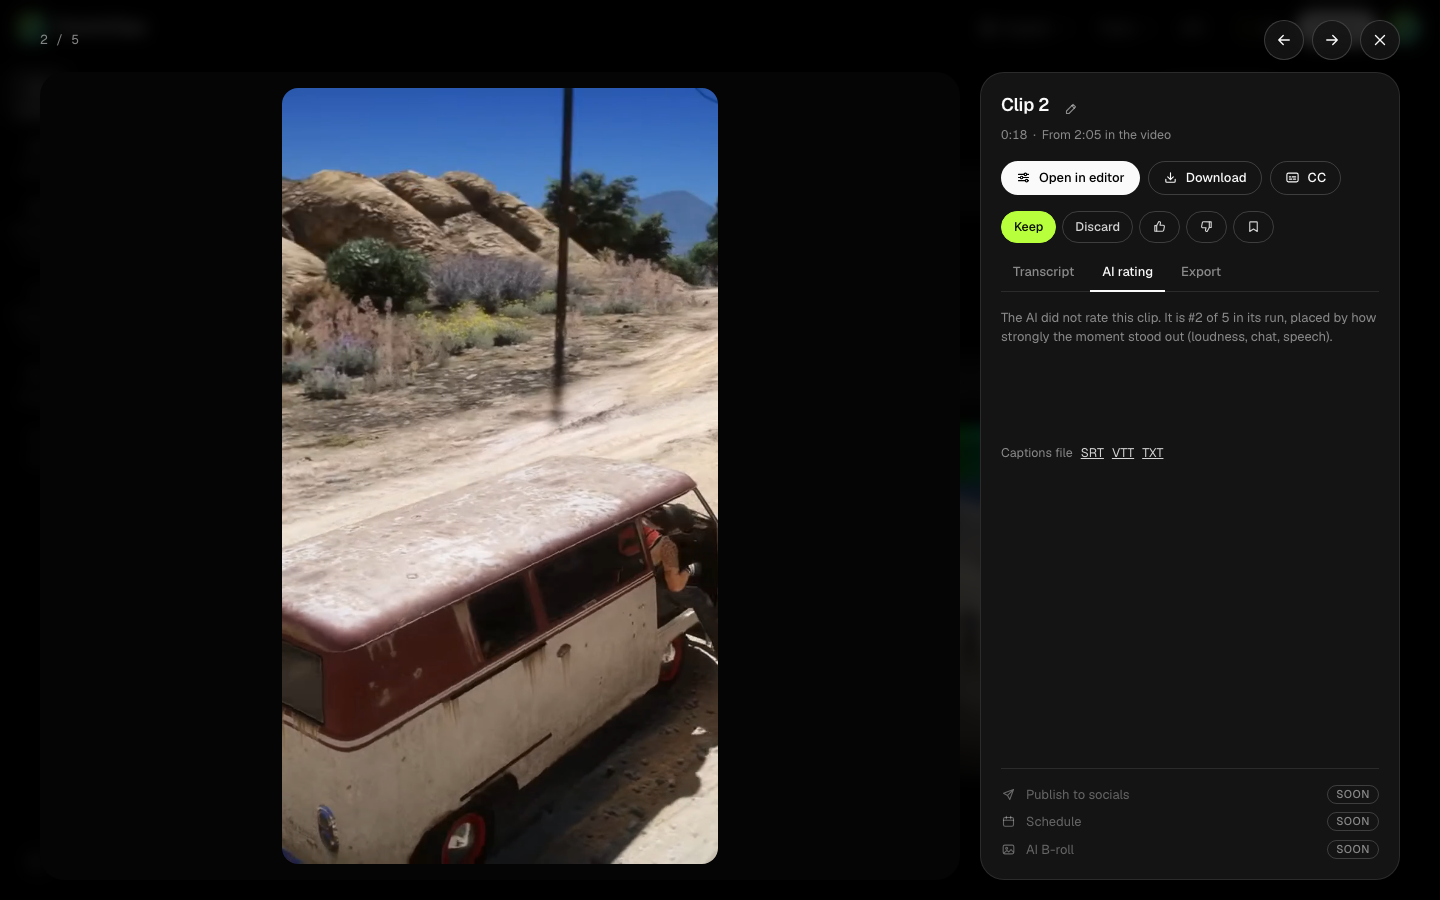 2 / 5
Clip 2
0:18 · From 2:05 in the video
Open in editor
Download
CC
Keep
Discard
Transcript
AI rating
Export
The AI did not rate this clip. It is #2 of 5 in its run, placed by how
strongly the moment stood out (loudness, chat, speech).
Captions file SRT VTT TXT
Publish to socials SOON
Schedule SOON
AI B-roll SOON